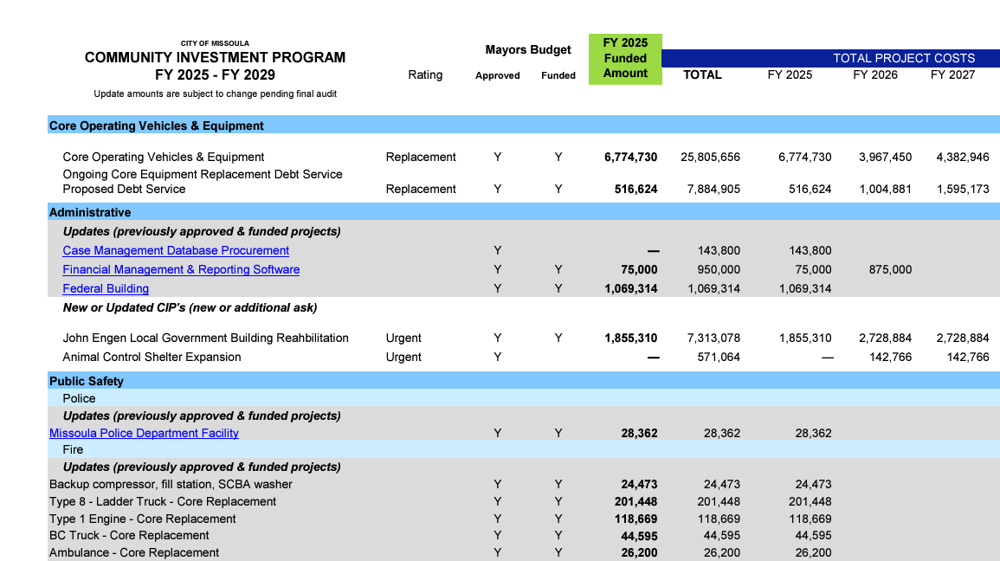 CITY OF MISSOULA
COMMUNITY INVESTMENT PROGRAM
FY 2025 - FY 2029
Update amounts are subject to change pending final audit
Rating
Mayors Budget
Approved Funded
FY 2025
Funded
Amount
TOTAL PROJECT COSTS
TOTAL FY 2025 FY 2026 FY 2027
Core Operating Vehicles & Equipment
Core Operating Vehicles & Equipment Replacement Y Y 6,774,730 25,805,656 6,774,730 3,967,450 4,382,946
Ongoing Core Equipment Replacement Debt Service
Proposed Debt Service Replacement Y Y 516,624 7,884,905 516,624 1,004,881 1,595,173
Administrative
Updates (previously approved & funded projects)
Case Management Database Procurement Y — 143,800 143,800
Financial Management & Reporting Software Y Y 75,000 950,000 75,000 875,000
Federal Building Y Y 1,069,314 1,069,314 1,069,314
New or Updated CIP's (new or additional ask)
John Engen Local Government Building Reahbilitation Urgent Y Y 1,855,310 7,313,078 1,855,310 2,728,884 2,728,884
Animal Control Shelter Expansion Urgent Y — 571,064 — 142,766 142,766
Public Safety
Police
Updates (previously approved & funded projects)
Missoula Police Department Facility Y Y 28,362 28,362 28,362
Fire
Updates (previously approved & funded projects)
Backup compressor, fill station, SCBA washer Y Y 24,473 24,473 24,473
Type 8 - Ladder Truck - Core Replacement Y Y 201,448 201,448 201,448
Type 1 Engine - Core Replacement Y Y 118,669 118,669 118,669
BC Truck - Core Replacement Y Y 44,595 44,595 44,595
Ambulance - Core Replacement Y Y 26,200 26,200 26,200